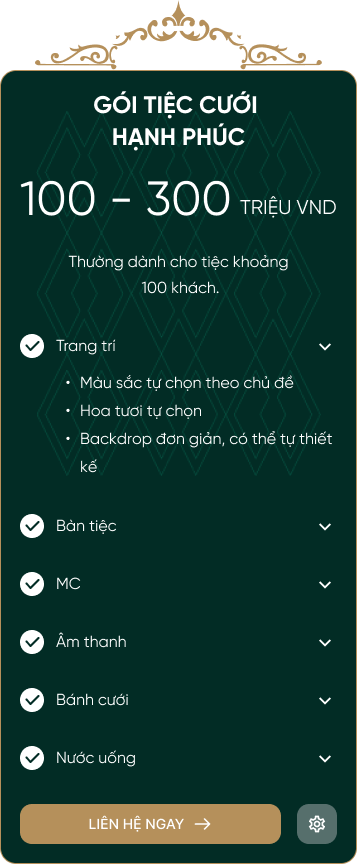 GÓI TIỆC CƯỚI
HẠNH PHÚC
100 - 300 TRIỆU VND
Thường dành cho tiệc khoảng
100 khách.
Trang trí
• Màu sắc tự chọn theo chủ đề
• Hoa tươi tự chọn
• Backdrop đơn giản, có thể tự thiết
kế
Bàn tiệc
MC
Âm thanh
Bánh cưới
Nước uống
LIÊN HỆ NGAY →